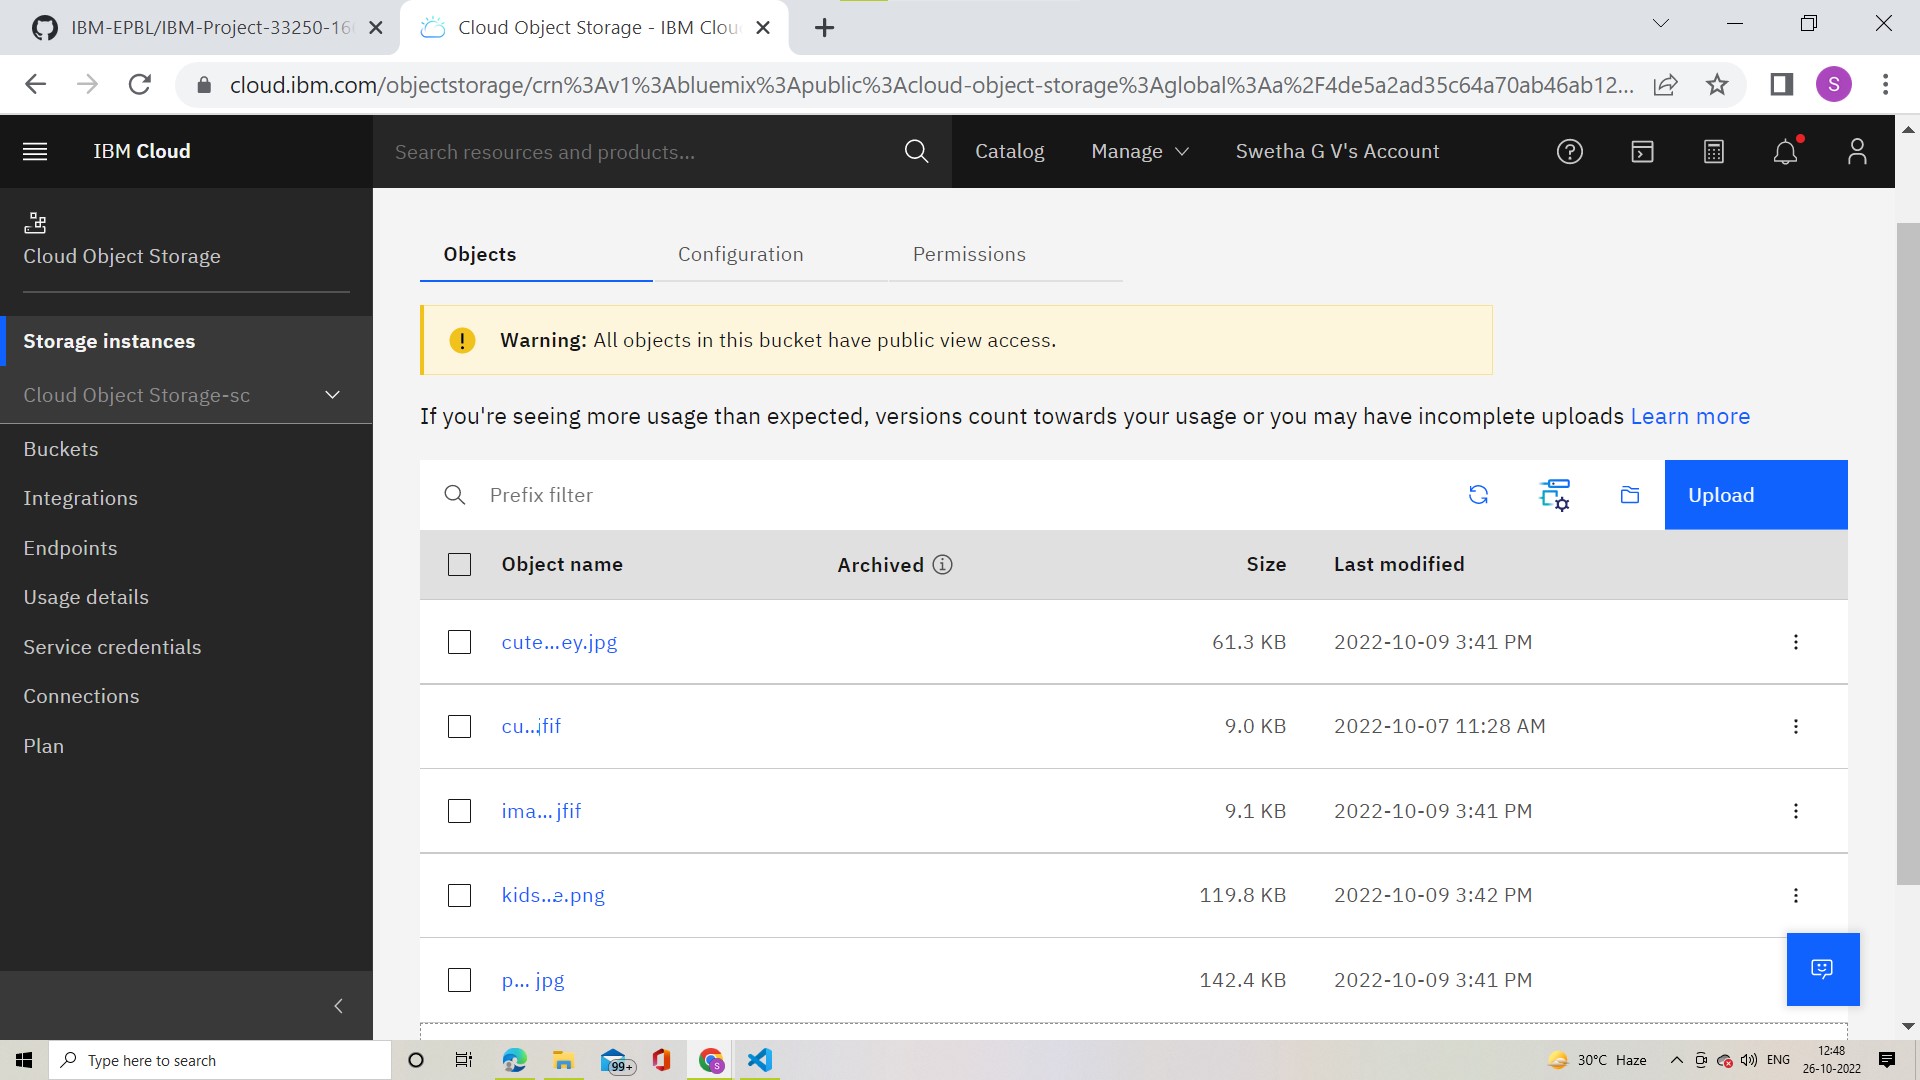 IBM-EPBL/IBM-Project-33250-16
Cloud Object Storage - IBM Clou
cloud.ibm.com/objectstorage/crn%3Av1%3Abluemix%3Apublic%3Acloud-object-storage%3Aglobal%3Aa%2F4de5a2ad35c64a70ab46ab12...
S
IBM Cloud
Search resources and products...
Catalog
Manage
Swetha G V's Account
Cloud Object Storage
Storage instances
Cloud Object Storage-sc
Buckets
Integrations
Endpoints
Usage details
Service credentials
Connections
Plan
Objects
Configuration
Permissions
Warning: All objects in this bucket have public view access.
If you're seeing more usage than expected, versions count towards your usage or you may have incomplete uploads Learn more
Prefix filter
Upload
Object name Archived Size Last modified
cute...ey.jpg 61.3 KB 2022-10-09 3:41 PM
cu...jfif 9.0 KB 2022-10-07 11:28 AM
ima... jfif 9.1 KB 2022-10-09 3:41 PM
kids...e.png 119.8 KB 2022-10-09 3:42 PM
p... jpg 142.4 KB 2022-10-09 3:41 PM
Type here to search
99+
S
30°C Haze
ENG
12:48
26-10-2022